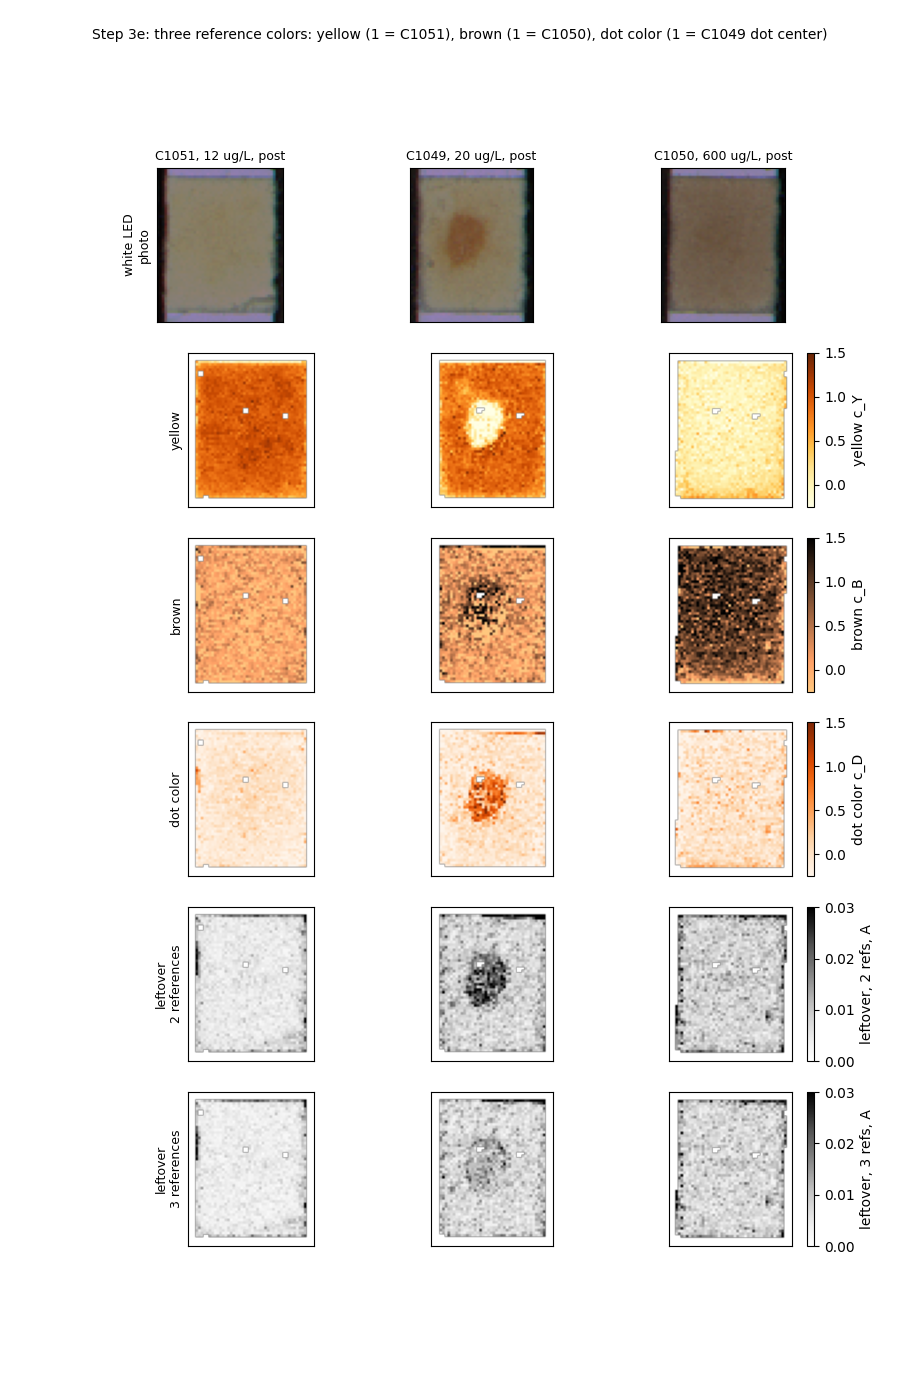 Step 3e: three reference colors: yellow (1 = C1051), brown (1 = C1050), dot color (1 = C1049 dot center)
C1051, 12 ug/L, post
C1049, 20 ug/L, post
C1050, 600 ug/L, post
white LED
photo
yellow
1.5
1.0
0.5
0.0
yellow c_Y
brown
1.5
1.0
0.5
0.0
brown c_B
dot color
1.5
1.0
0.5
0.0
dot color c_D
leftover
2 references
0.03
0.02
0.01
0.00
leftover, 2 refs, A
leftover
3 references
0.03
0.02
0.01
0.00
leftover, 3 refs, A